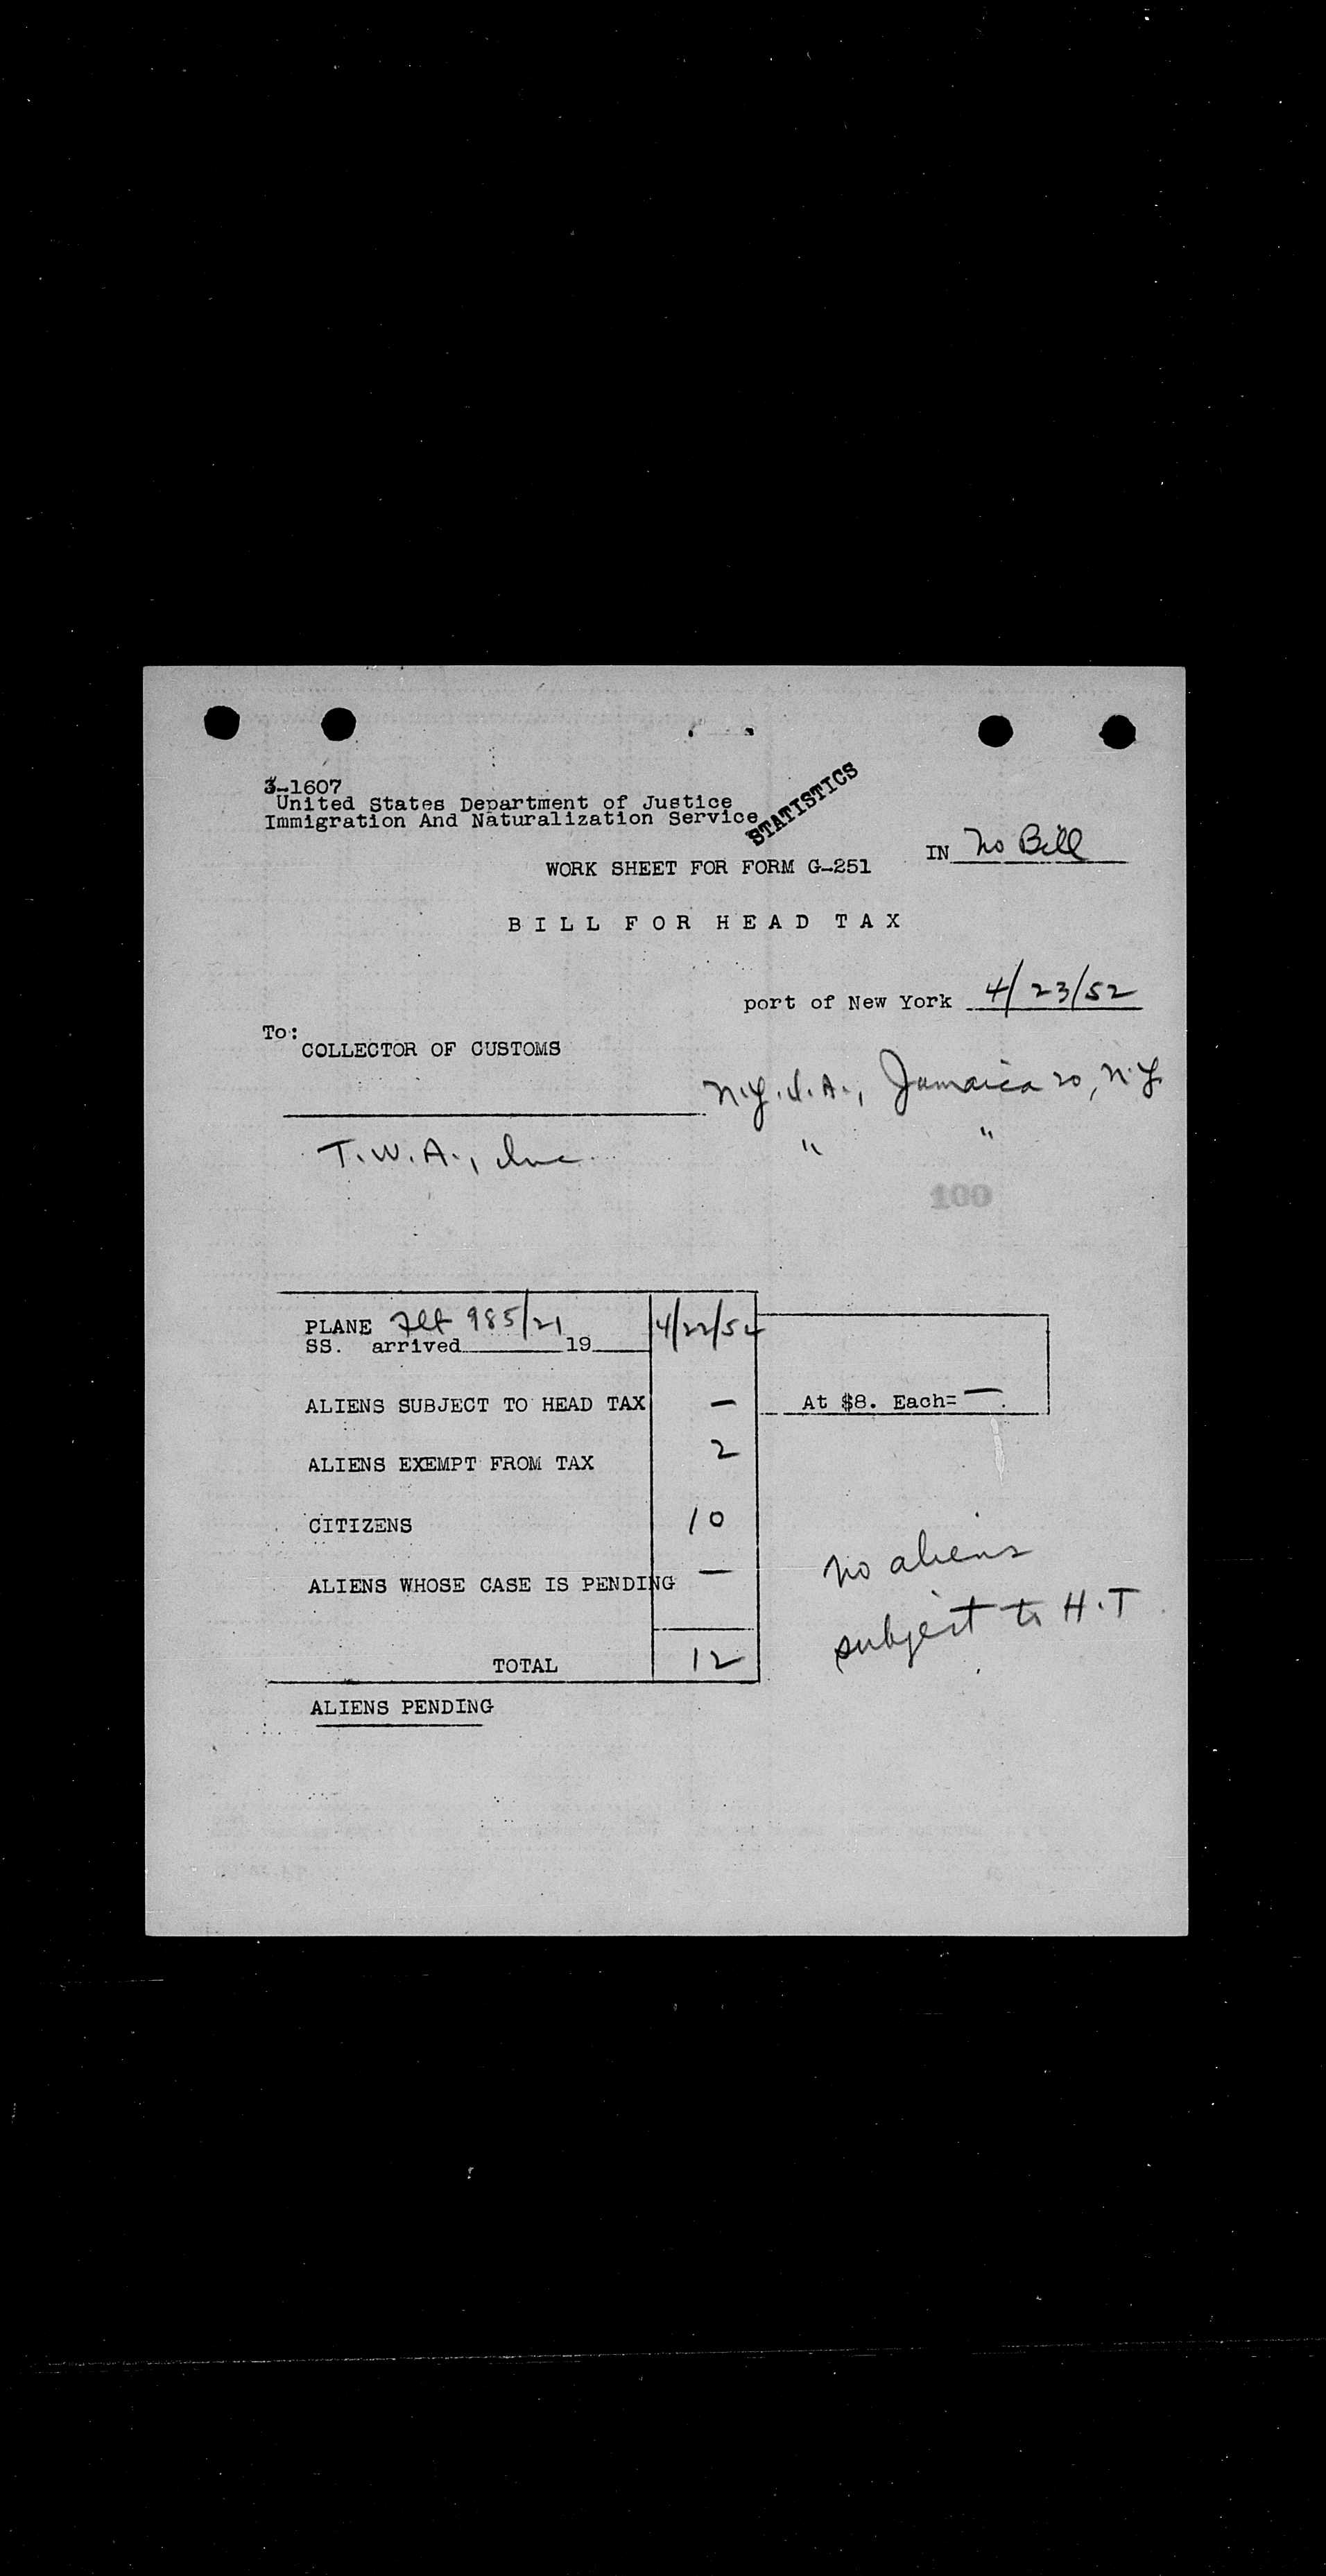 3-1607
United States Department of Justice
Immigration And Naturalization Service
STATISTICS
IN No Bill
WORK SHEET FOR FORM G-251
BILL FOR HEAD TAX
port of New York 4/23/52
To:
COLLECTOR OF CUSTOMS
N.Y.I.A., Jamaica 20, N.Y.
T.W.A., Inc. " "
100
PLANE Flt 985/21 4/22/52
SS. arrived 19
ALIENS SUBJECT TO HEAD TAX — At $8. Each= —
ALIENS EXEMPT FROM TAX 2
CITIZENS 10
ALIENS WHOSE CASE IS PENDING —
no aliens
subject to H.T
TOTAL 12
ALIENS PENDING